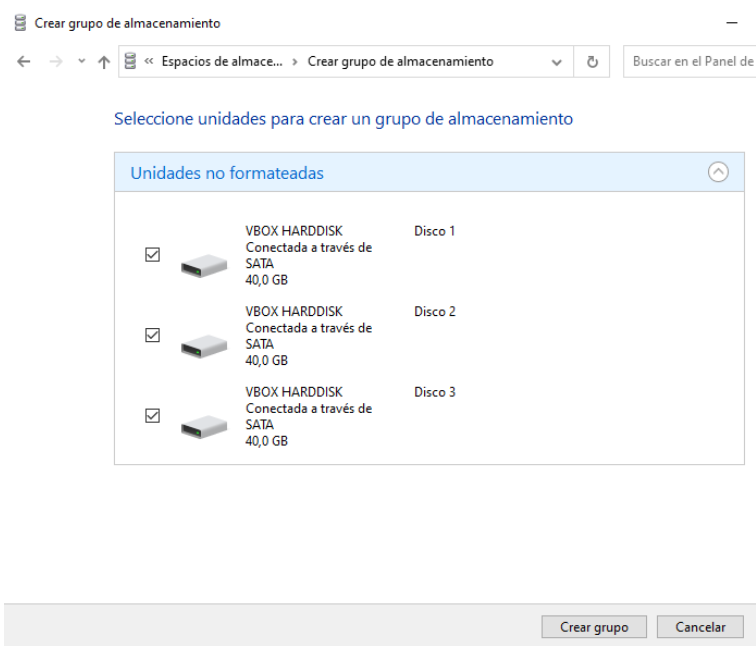 Crear grupo de almacenamiento
« Espacios de almace... › Crear grupo de almacenamiento
Buscar en el Panel de
Seleccione unidades para crear un grupo de almacenamiento
Unidades no formateadas
VBOX HARDDISK Disco 1
Conectada a través de
SATA
40,0 GB
VBOX HARDDISK Disco 2
Conectada a través de
SATA
40,0 GB
VBOX HARDDISK Disco 3
Conectada a través de
SATA
40,0 GB
Crear grupo Cancelar